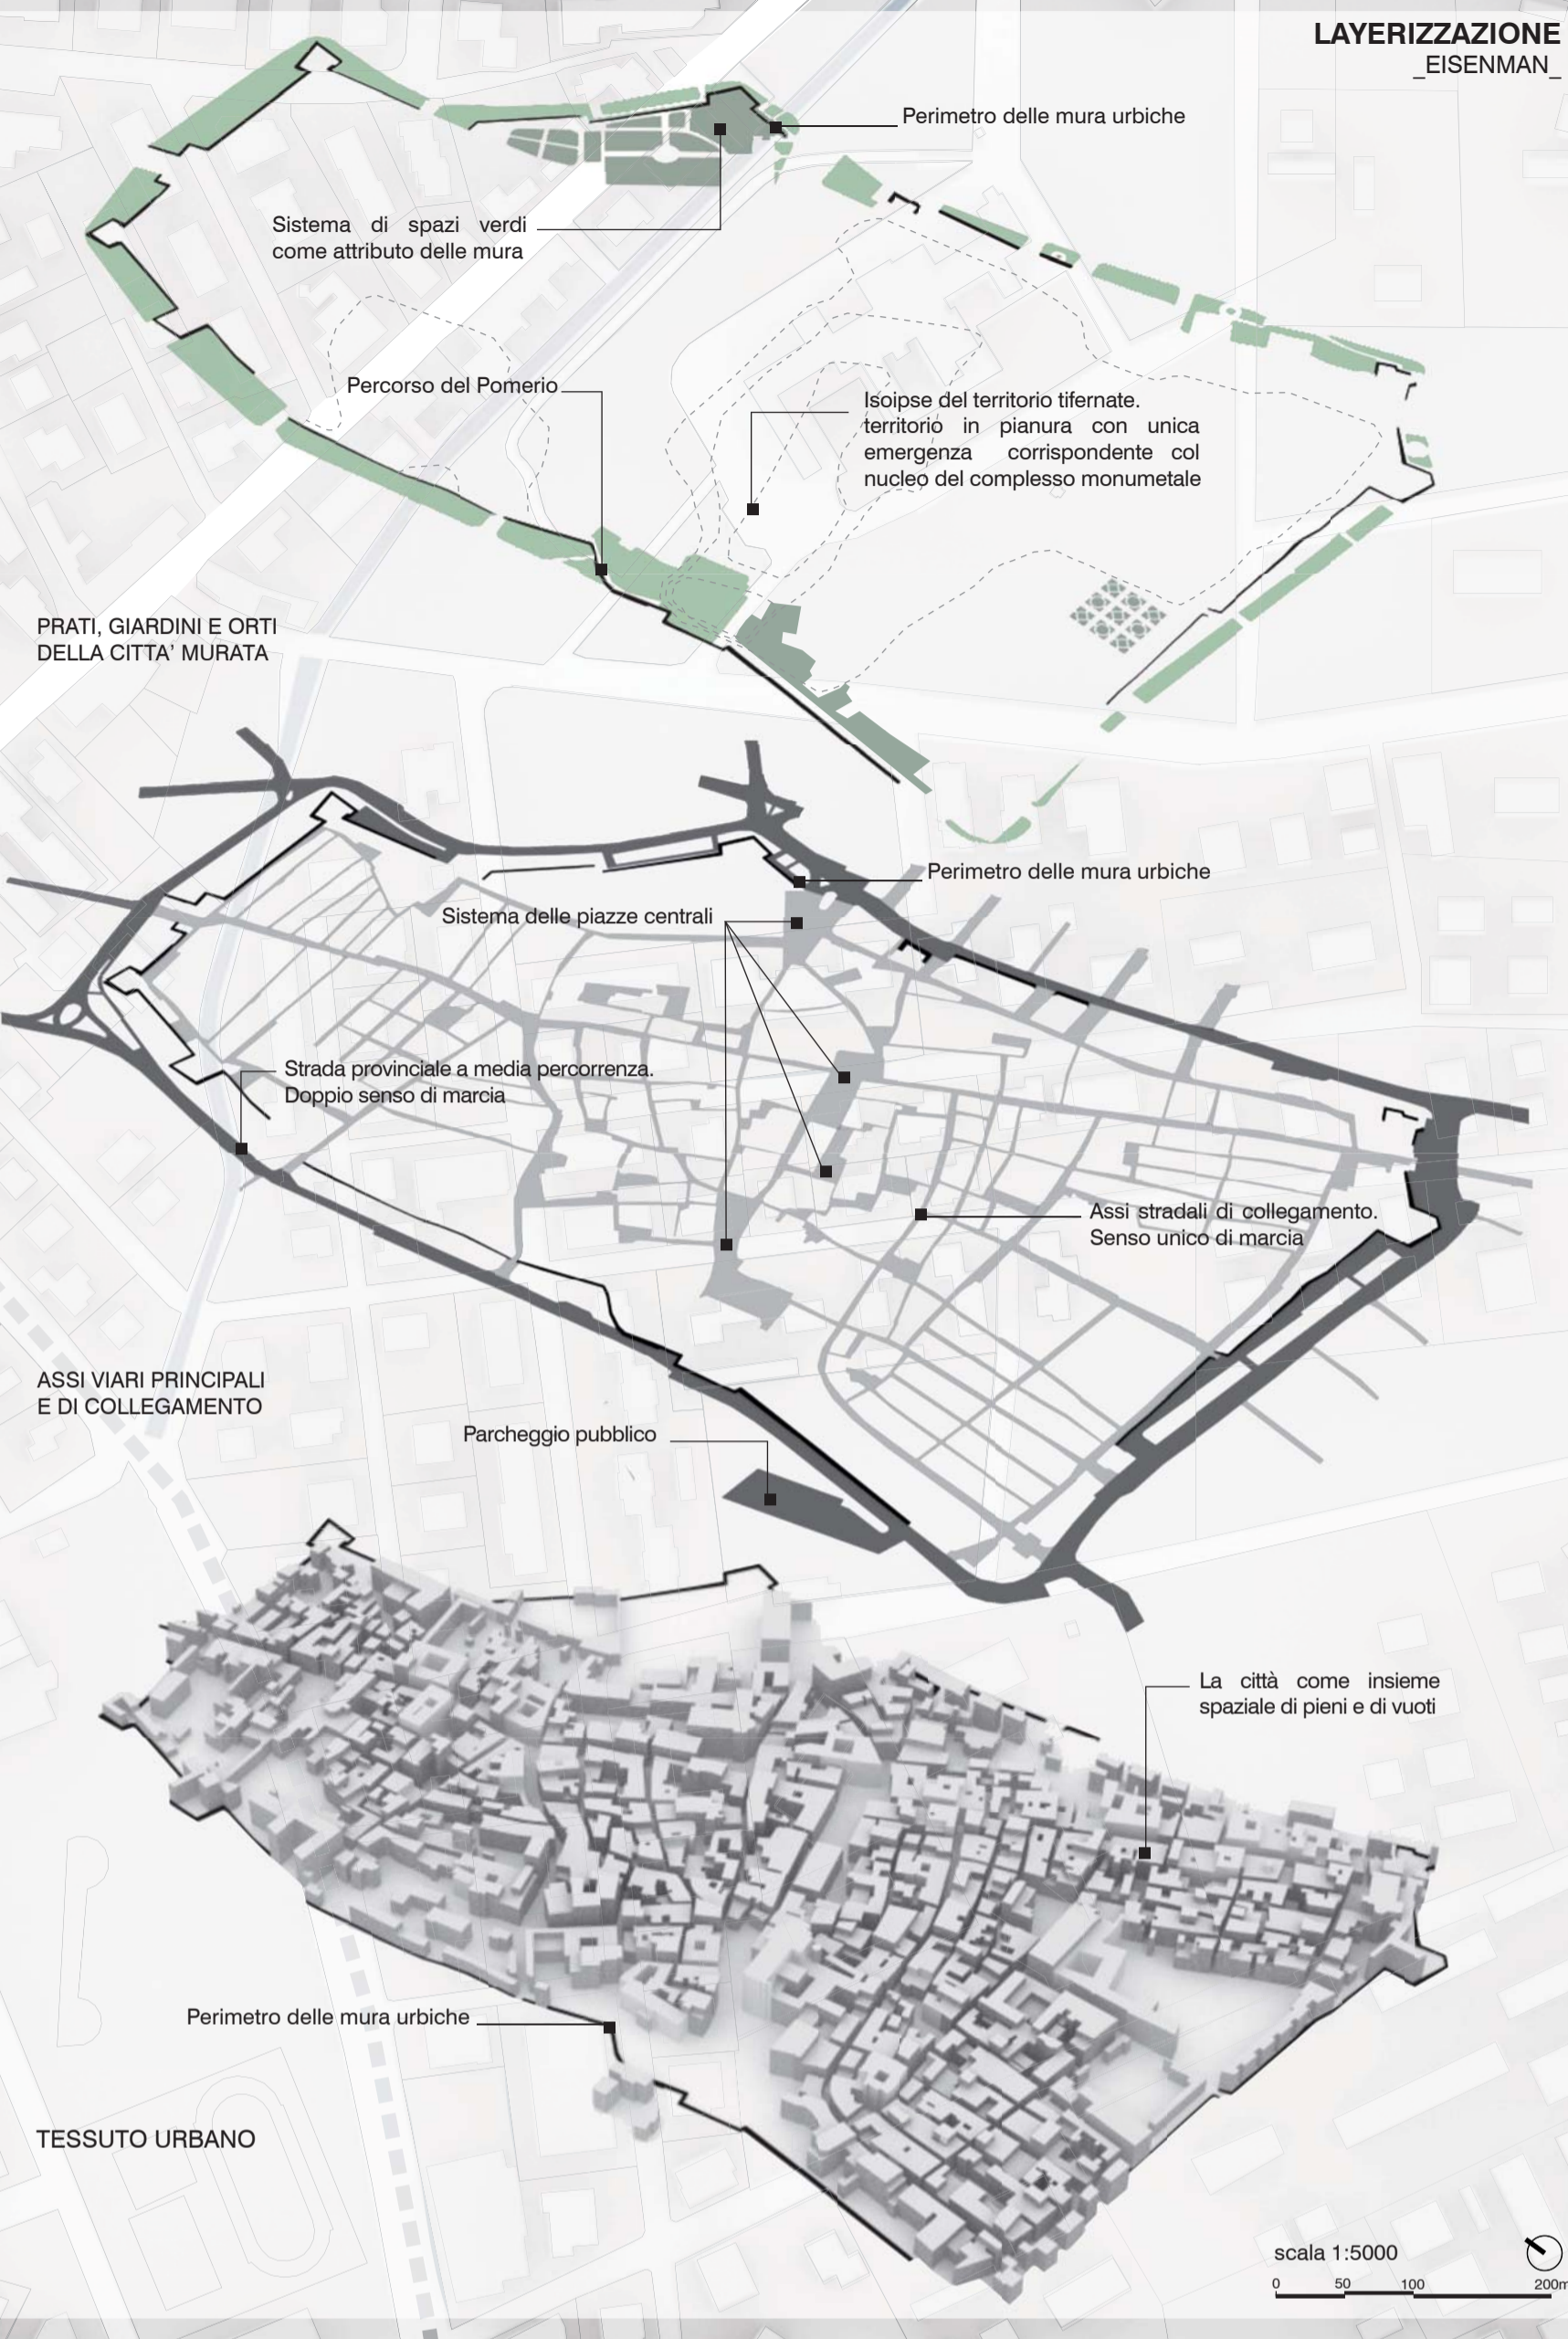 LAYERIZZAZIONE
_EISENMAN_
Perimetro delle mura urbiche
Sistema di spazi verdi
come attributo delle mura
Percorso del Pomerio
Isoipse del territorio tifernate.
territorio in pianura con unica
emergenza corrispondente col
nucleo del complesso monumetale
PRATI, GIARDINI E ORTI
DELLA CITTA' MURATA
Perimetro delle mura urbiche
Sistema delle piazze centrali
Strada provinciale a media percorrenza.
Doppio senso di marcia
Assi stradali di collegamento.
Senso unico di marcia
ASSI VIARI PRINCIPALI
E DI COLLEGAMENTO
Parcheggio pubblico
La città come insieme
spaziale di pieni e di vuoti
Perimetro delle mura urbiche
TESSUTO URBANO
scala 1:5000
0 50 100 200m